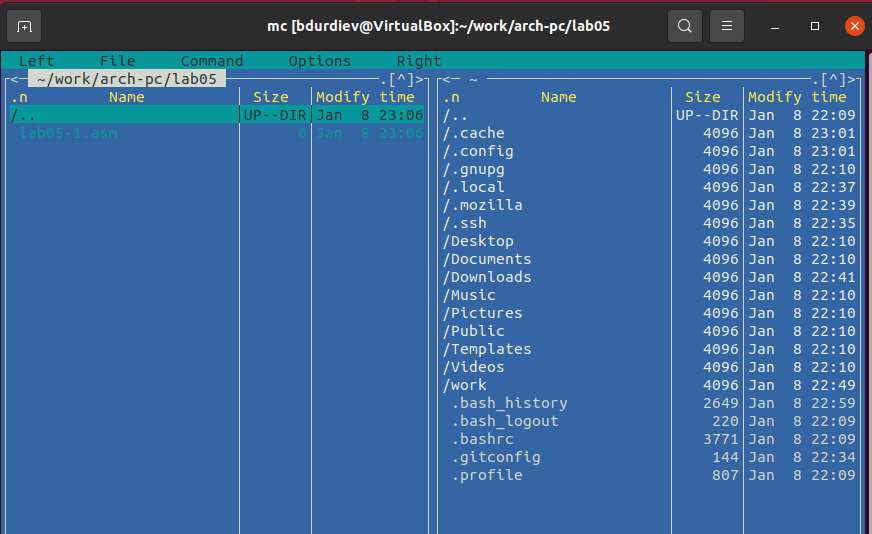 mc [bdurdiev@VirtualBox]:~/work/arch-pc/lab05
Left File Command Options Right
<─ ~/work/arch-pc/lab05 ─.[^]>
.n Name Size Modify time
/.. UP--DIR Jan 8 23:06
lab05-1.asm 0 Jan 8 23:06
<─ ~ ─.[^]>
.n Name Size Modify time
/.. UP--DIR Jan 8 22:09
/.cache 4096 Jan 8 23:01
/.config 4096 Jan 8 23:01
/.gnupg 4096 Jan 8 22:10
/.local 4096 Jan 8 22:37
/.mozilla 4096 Jan 8 22:39
/.ssh 4096 Jan 8 22:35
/Desktop 4096 Jan 8 22:10
/Documents 4096 Jan 8 22:10
/Downloads 4096 Jan 8 22:41
/Music 4096 Jan 8 22:10
/Pictures 4096 Jan 8 22:10
/Public 4096 Jan 8 22:10
/Templates 4096 Jan 8 22:10
/Videos 4096 Jan 8 22:10
/work 4096 Jan 8 22:49
.bash_history 2649 Jan 8 22:59
.bash_logout 220 Jan 8 22:09
.bashrc 3771 Jan 8 22:09
.gitconfig 144 Jan 8 22:34
.profile 807 Jan 8 22:09